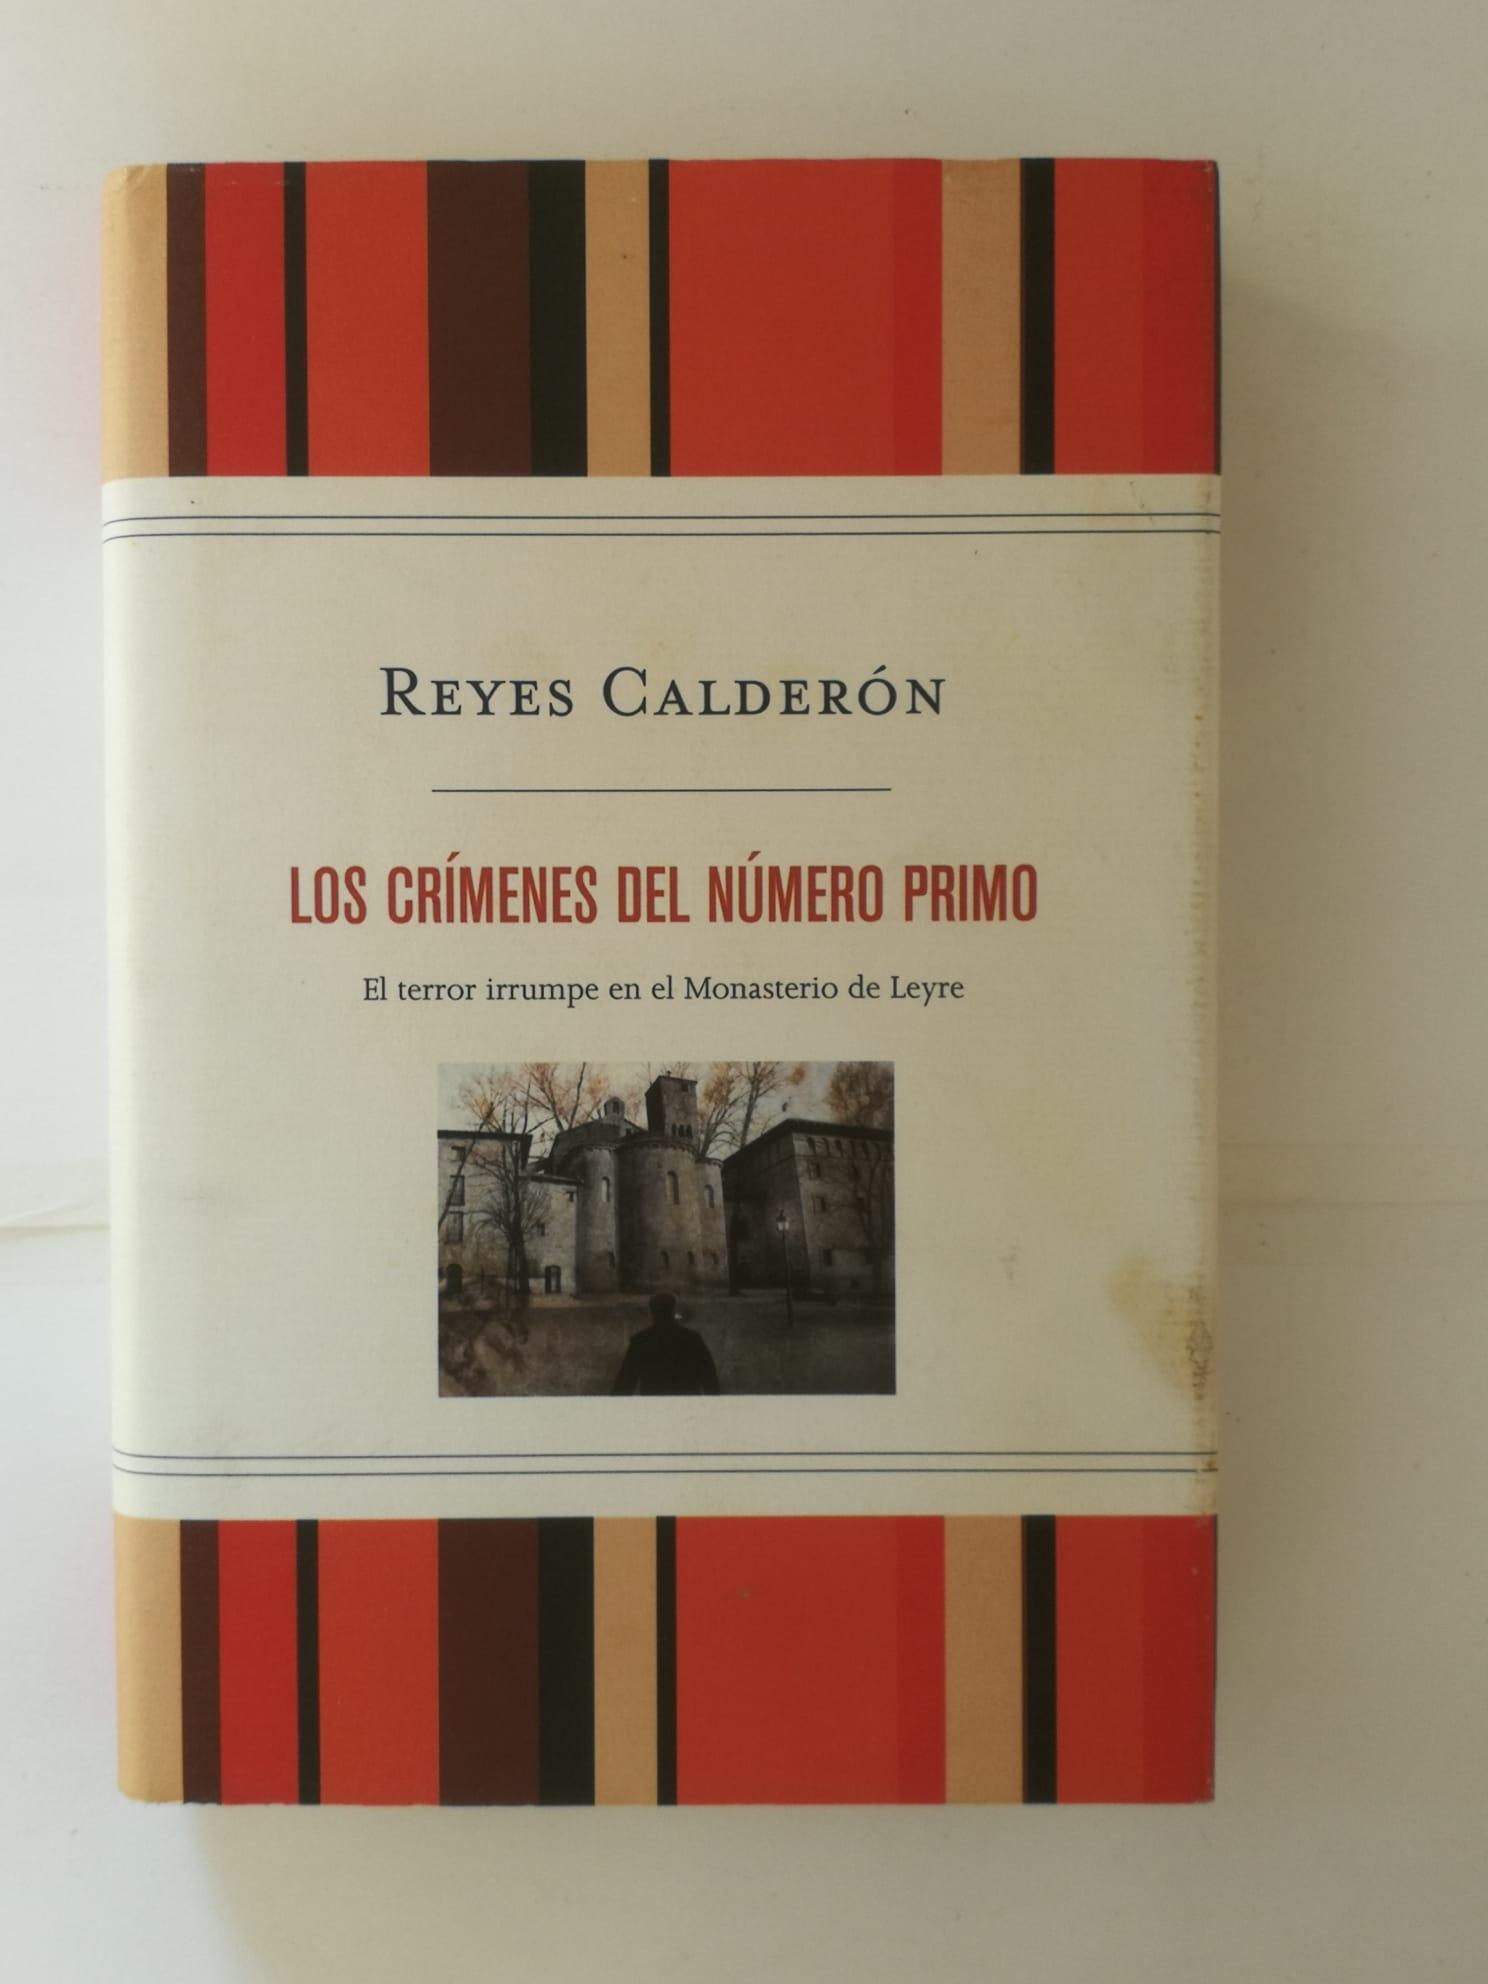 REYES CALDERÓN
LOS CRÍMENES DEL NÚMERO PRIMO
El terror irrumpe en el Monasterio de Leyre